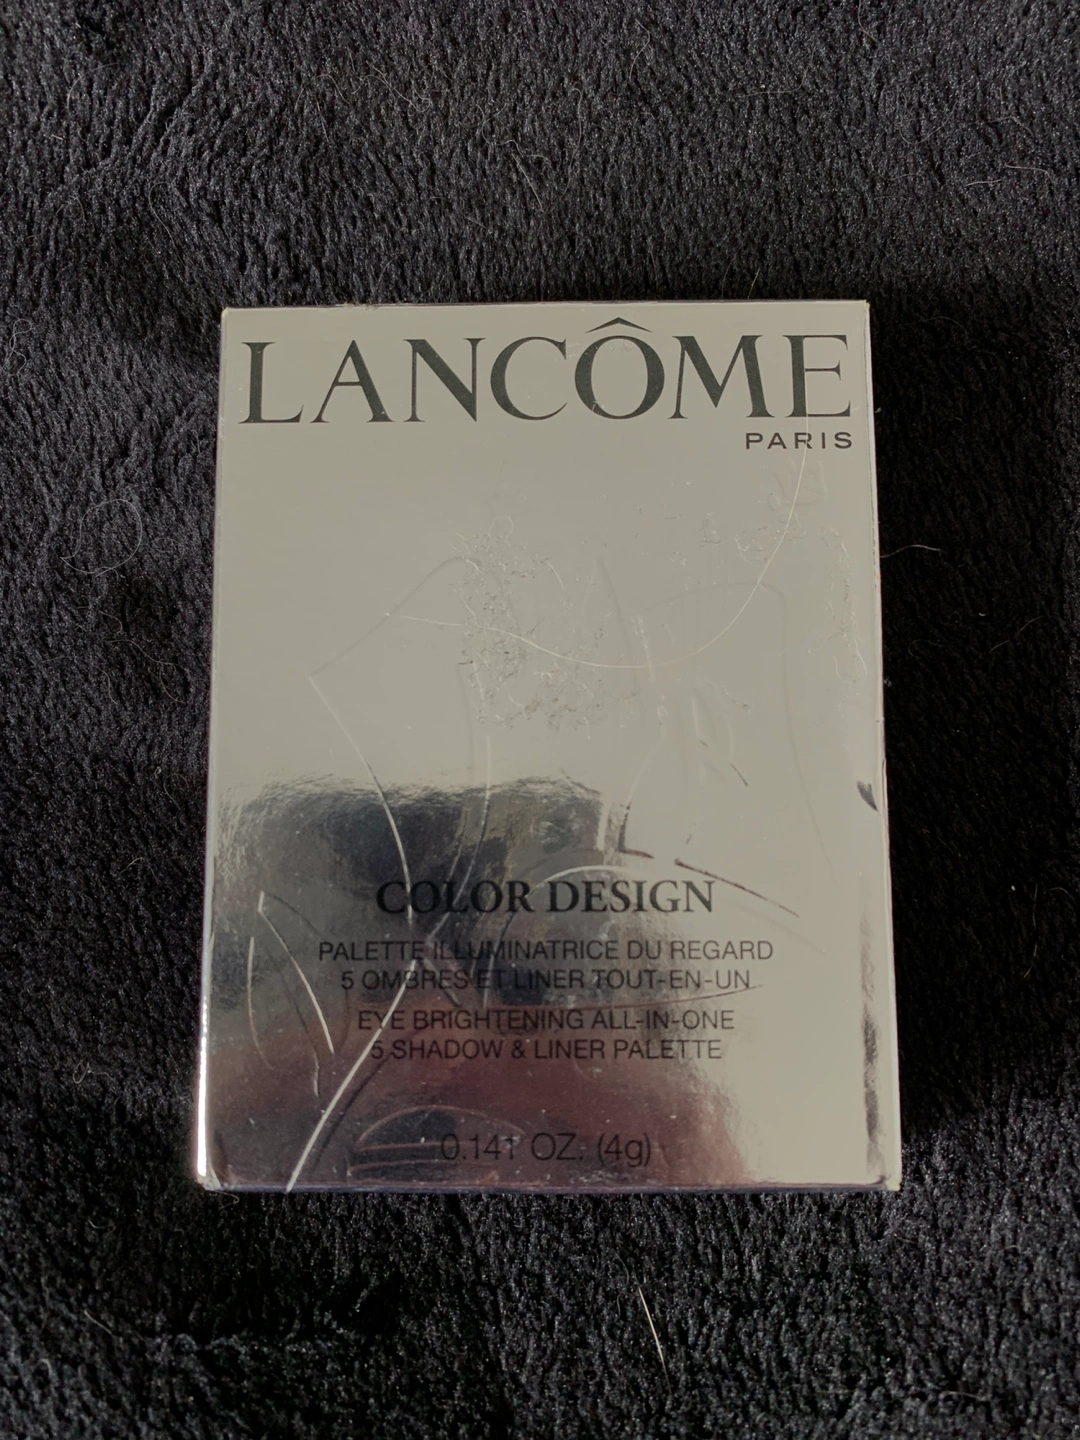 LANCÔME
PARIS
COLOR DESIGN
PALETTE ILLUMINATRICE DU REGARD
5 OMBRES ET LINER TOUT-EN-UN
EYE BRIGHTENING ALL-IN-ONE
5 SHADOW & LINER PALETTE
0.141 OZ. (4g)